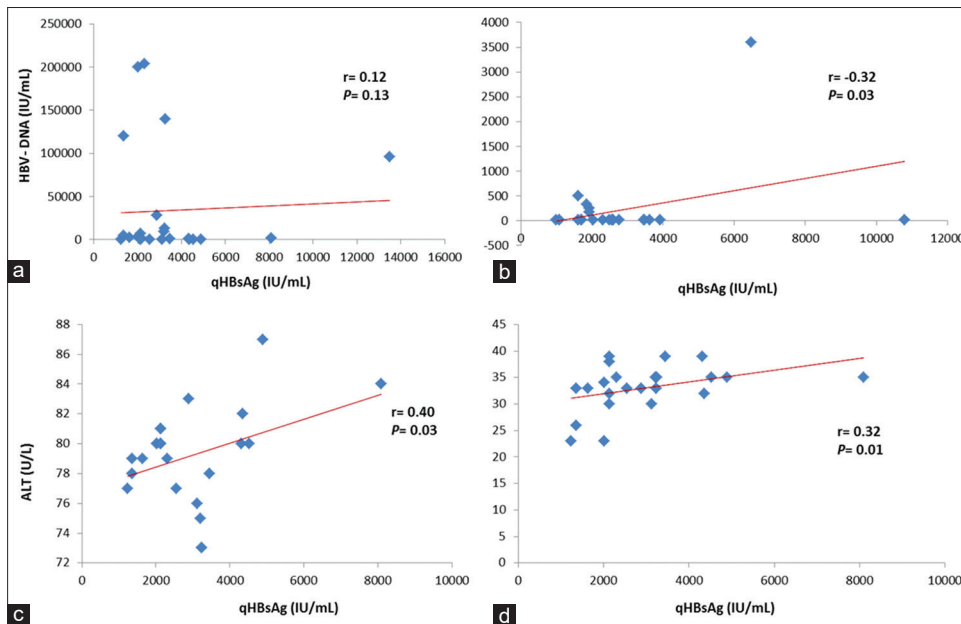 250000
200000
150000
100000
50000
0
HBV- DNA (IU/mL)
0 2000 4000 6000 8000 10000 12000 14000 16000
qHBsAg (IU/mL)
r= 0.12
P= 0.13
a
4000
3500
3000
2500
2000
1500
1000
500
0
-500
0 2000 4000 6000 8000 10000 12000
qHBsAg (IU/mL)
r= -0.32
P= 0.03
b
88
86
84
82
80
78
76
74
72
ALT (U/L)
0 2000 4000 6000 8000 10000
qHBsAg (IU/mL)
r= 0.40
P= 0.03
c
45
40
35
30
25
20
15
10
5
0
0 2000 4000 6000 8000 10000
qHBsAg (IU/mL)
r= 0.32
P= 0.01
d